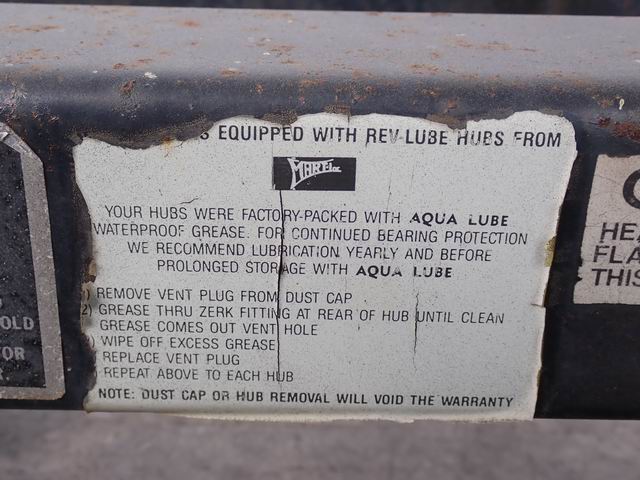 S EQUIPPED WITH REV-LUBE HUBS FROM
YOUR HUBS WERE FACTORY-PACKED WITH AQUA LUBE
WATERPROOF GREASE. FOR CONTINUED BEARING PROTECTION
WE RECOMMEND LUBRICATION YEARLY AND BEFORE
PROLONGED STORAGE WITH AQUA LUBE
) REMOVE VENT PLUG FROM DUST CAP
2) GREASE THRU ZERK FITTING AT REAR OF HUB UNTIL CLEAN
GREASE COMES OUT VENT HOLE
) WIPE OFF EXCESS GREASE
REPLACE VENT PLUG
REPEAT ABOVE TO EACH HUB
NOTE: DUST CAP OR HUB REMOVAL WILL VOID THE WARRANTY
OLD
TOR
HEA
FLA
THIS